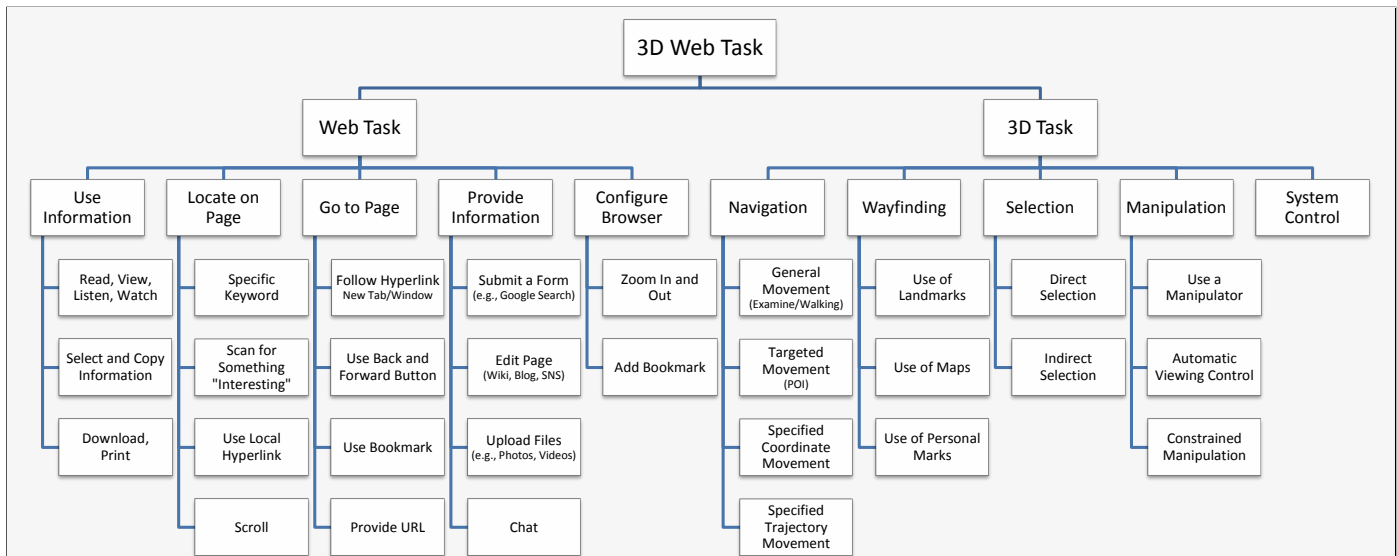 3D Web Task
Web Task
3D Task
Use
Information
Locate on
Page
Go to Page
Provide
Information
Configure
Browser
Navigation
Wayfinding
Selection
Manipulation
System
Control
Read, View,
Listen, Watch
Specific
Keyword
Follow Hyperlink
New Tab/Window
Submit a Form
(e.g., Google Search)
Zoom In and
Out
General
Movement
(Examine/Walking)
Use of
Landmarks
Direct
Selection
Use a
Manipulator
Select and Copy
Information
Scan for
Something
"Interesting"
Use Back and
Forward Button
Edit Page
(Wiki, Blog, SNS)
Add Bookmark
Targeted
Movement
(POI)
Use of Maps
Indirect
Selection
Automatic
Viewing Control
Download,
Print
Use Local
Hyperlink
Use Bookmark
Upload Files
(e.g., Photos, Videos)
Specified
Coordinate
Movement
Use of Personal
Marks
Constrained
Manipulation
Scroll
Provide URL
Chat
Specified
Trajectory
Movement